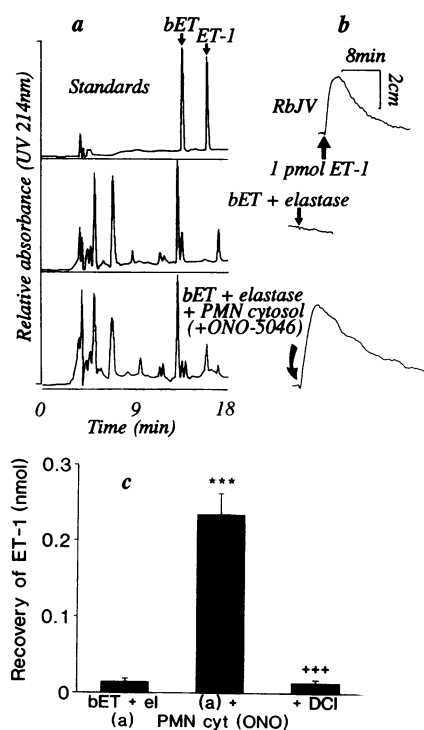 a
bET
ET-1
Standards
Relative absorbance (UV 214nm)
bET + elastase
+ PMN cytosol
(+ONO-5046)
0 9 18
Time (min)
b
8min
2cm
RbJV
1 pmol ET-1
bET + elastase
c
Recovery of ET-1 (nmol)
0.3
0.2
0.1
0
***
+++
bET + el (a) + + DCI
(a) PMN cyt (ONO)